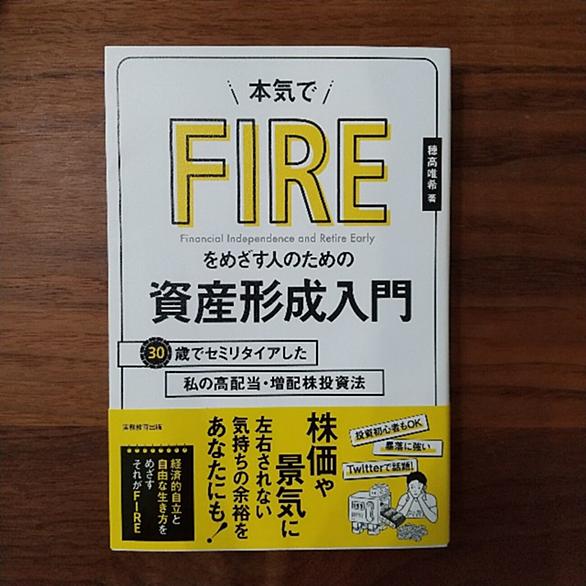 本気で
FIRE
穂高唯希 著
Financial Independence and Retire Early
をめざす人のための
資産形成入門
30歳でセミリタイアした
私の高配当・増配株投資法
実務教育出版
株価や
景気に
左右されない
気持ちの余裕を
あなたにも!
投資初心者もOK
暴落に強い
Twitterで話題!
経済的自立と
自由な生き方を
めざす
それがFIRE